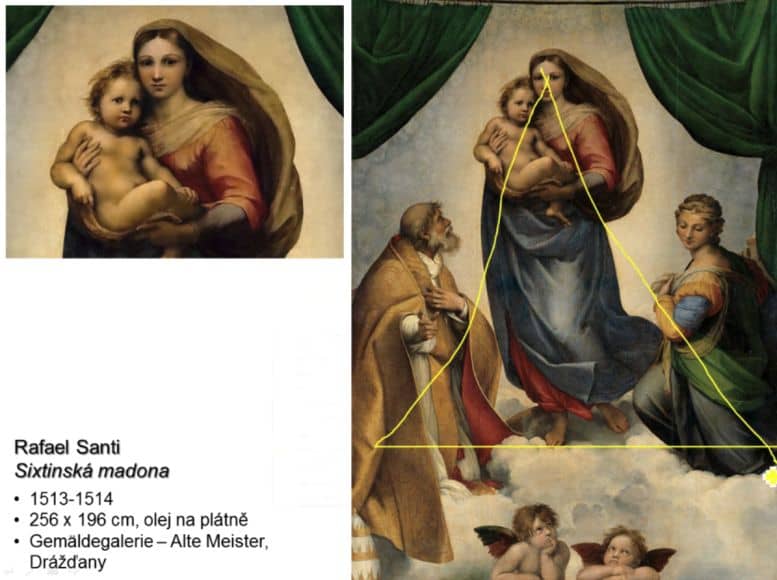 Rafael Santi
Sixtinská madona
• 1513-1514
• 256 x 196 cm, olej na plátně
• Gemäldegalerie – Alte Meister,
Drážďany